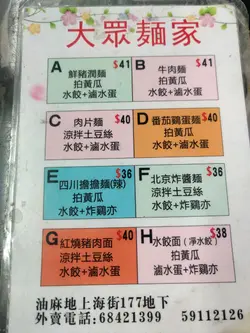 大眾麵家
A $41
鮮豬潤麵
拍黃瓜
水餃+滷水蛋
B $41
牛肉麵
拍黃瓜
水餃+滷水蛋
C $40
肉片麵
涼拌土豆絲
水餃+滷水蛋
D $40
番茄鷄蛋麵
拍黃瓜
水餃+滷水蛋
E $36
四川擔擔麵(辣)
拍黃瓜
水餃+炸鷄亦
F $36
北京炸醬麵
涼拌土豆絲
水餃+炸鷄亦
G $40
紅燒豬肉麵
涼拌土豆絲
水餃+滷水蛋
H $38
水餃面(淨水餃)
拍黃瓜
滷水蛋+炸鷄亦
油麻地上海街177地下
外賣電話:68421399 59112126